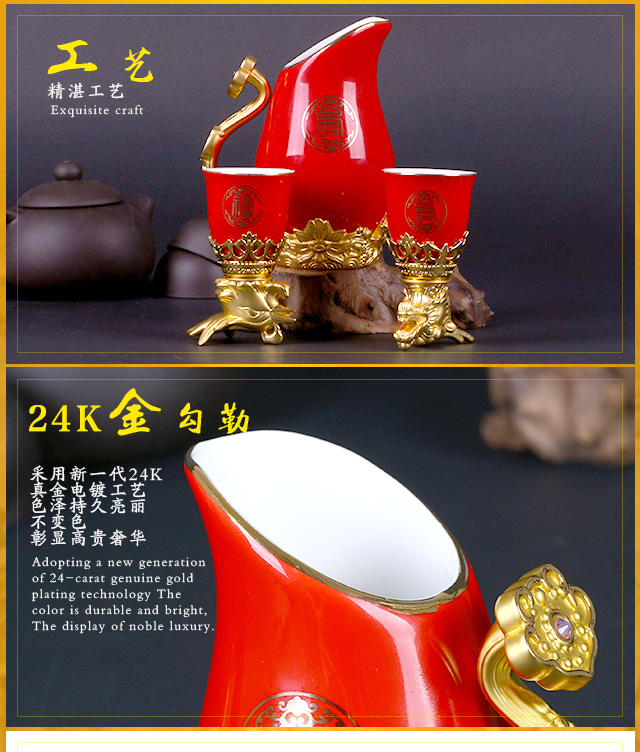 工艺
精湛工艺
Exquisite craft
24K金勾勒
采用新一代24K
真金电镀工艺
色泽持久亮丽
不变色
彰显高贵奢华
Adopting a new generation
of 24-carat genuine gold
plating technology The
color is durable and bright,
The display of noble luxury.